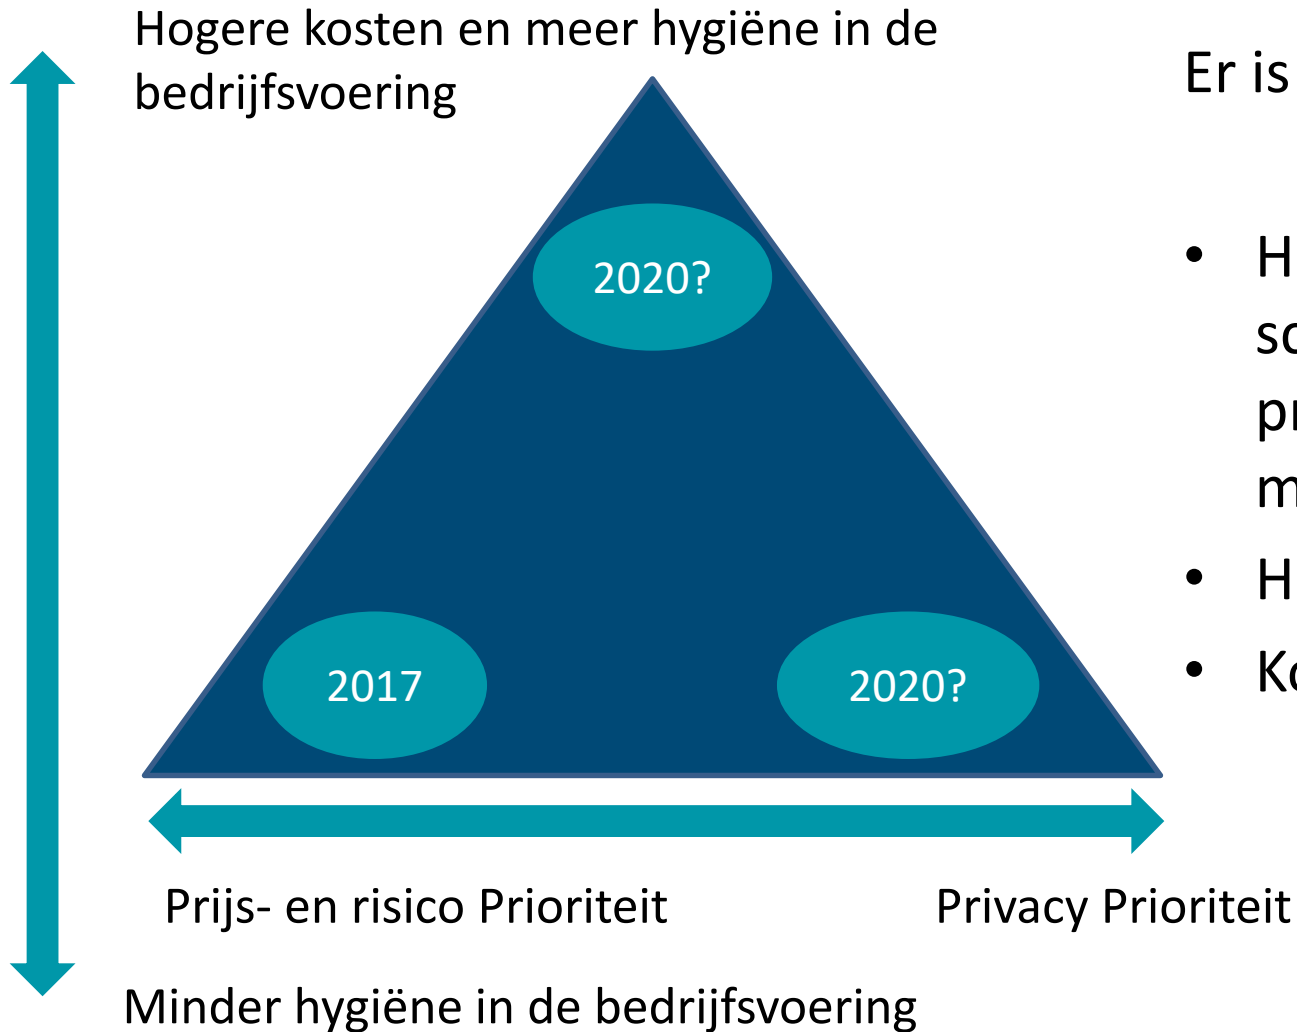 Hogere kosten en meer hygiëne in de
bedrijfsvoering
2020?
2017
2020?
Prijs- en risico Prioriteit
Privacy Prioriteit
Minder hygiëne in de bedrijfsvoering
Er is